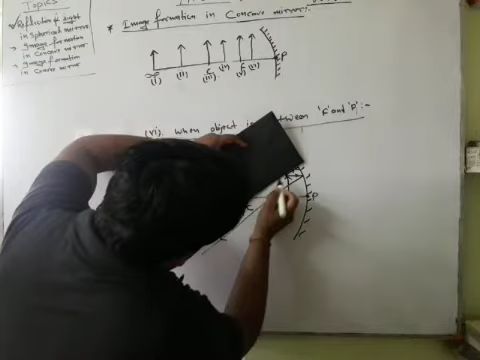 Topics
Reflection of light
in Spherical mirrors
Image formation
in Concave mirror
Image formation
in Convex mirror
* Image formation in Concave mirror:
P
(i) (ii) C (iv) F (vi)
(iii) (v)
(vi). When object is between 'F' and 'P':-
P